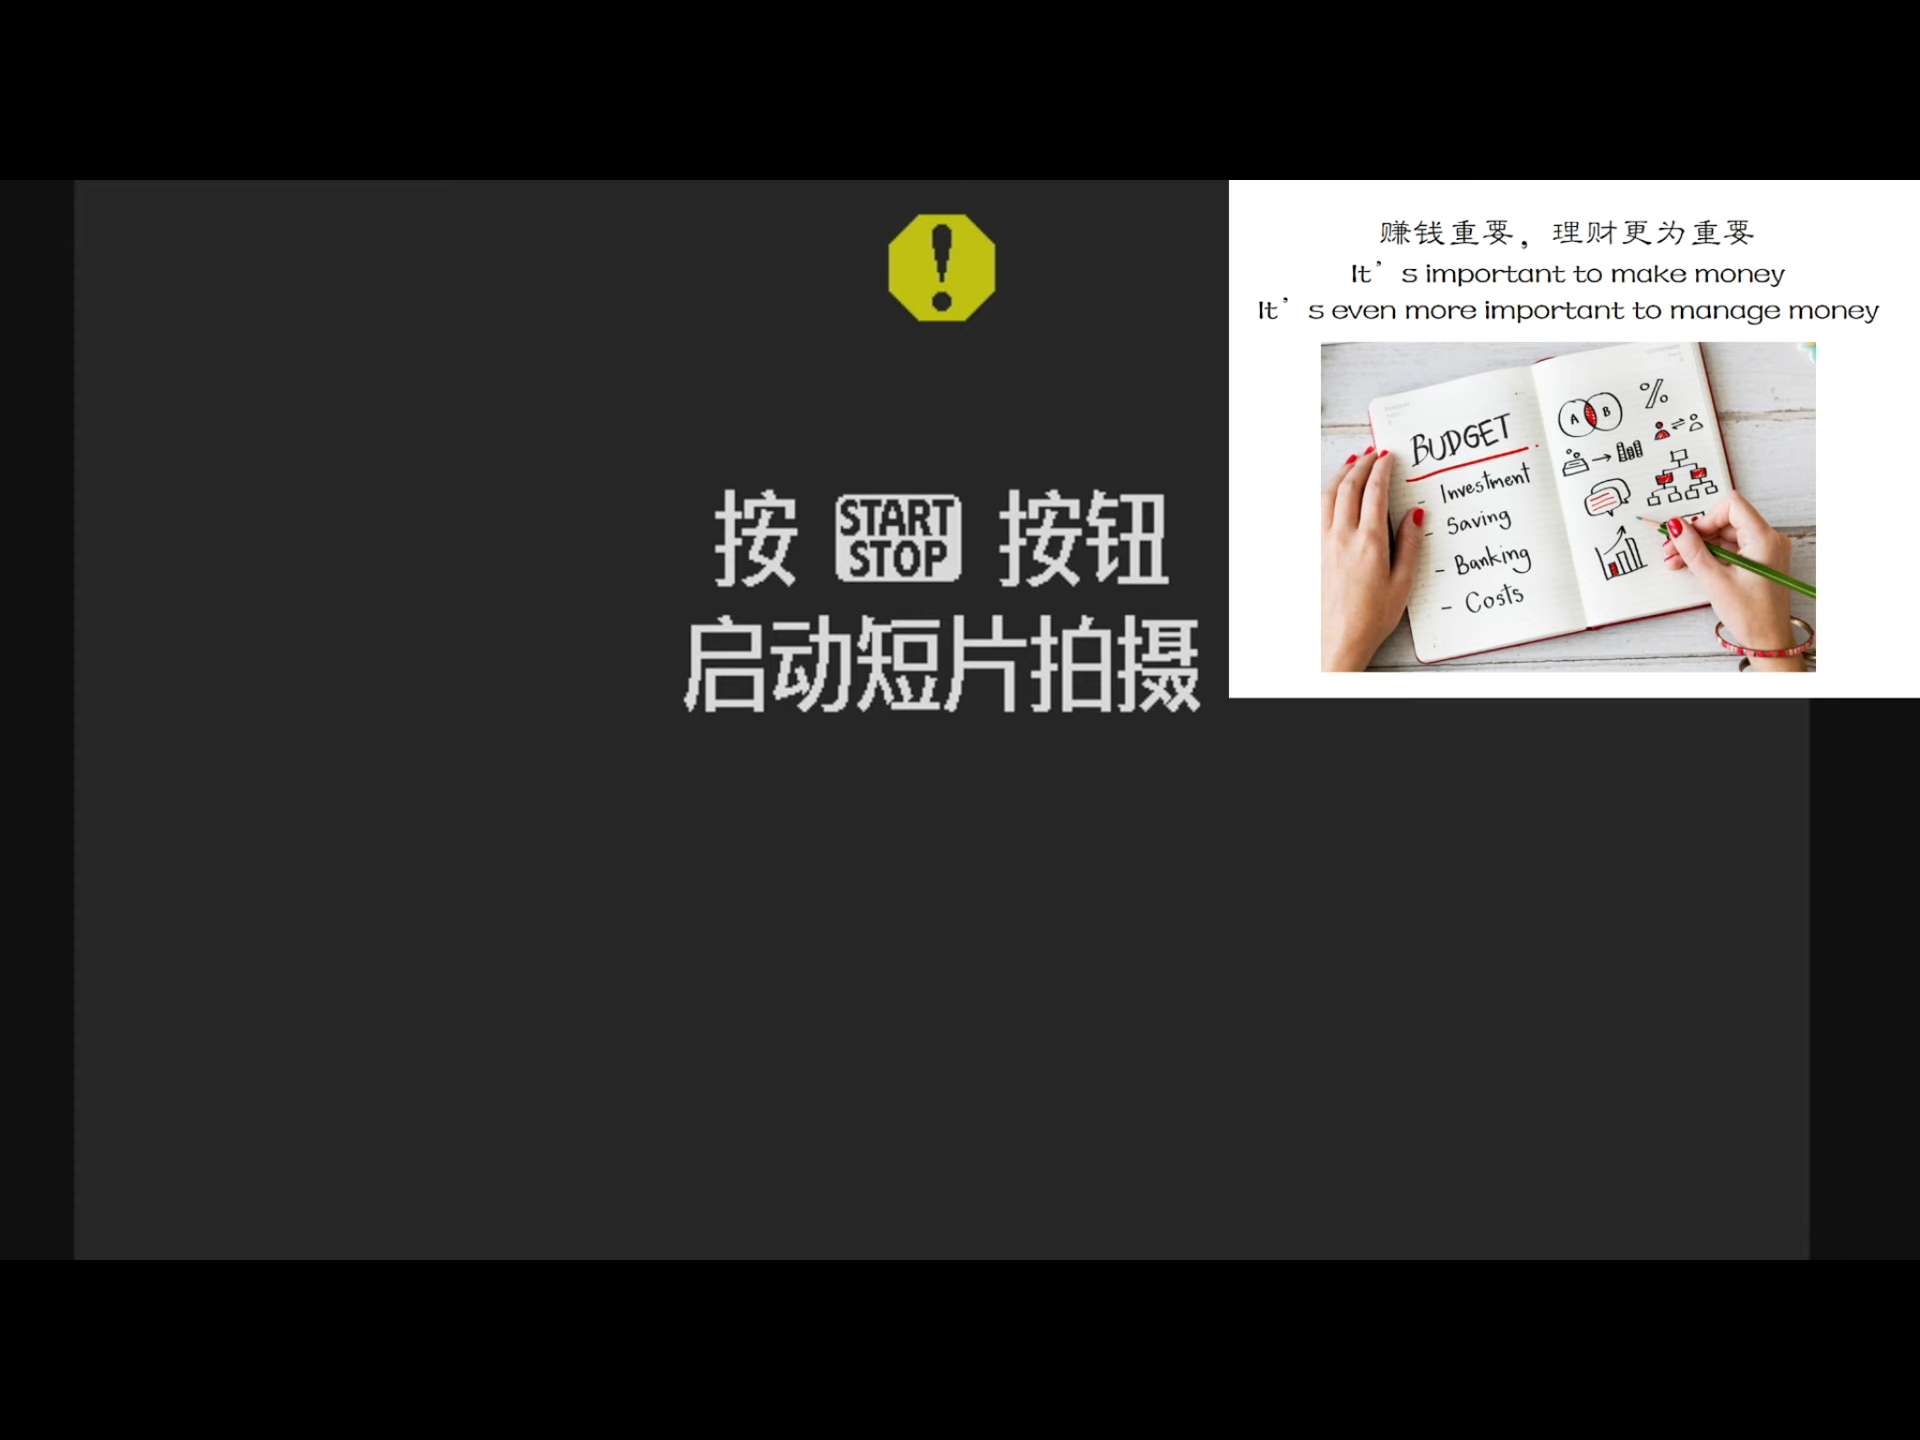 按 START STOP 按钮
启动短片拍摄
赚钱重要，理财更为重要
It’s important to make money
It’s even more important to manage money
BUDGET
- Investment
- Saving
- Banking
- Costs
A B
%